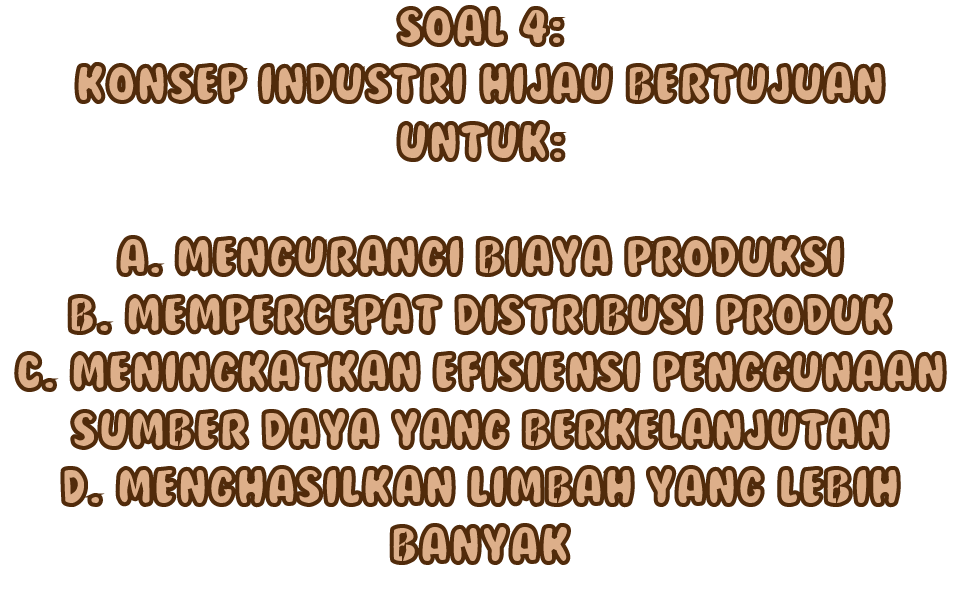 SOAL 4:
KONSEP INDUSTRI HIJAU BERTUJUAN
UNTUK:
A. MENGURANGI BIAYA PRODUKSI
B. MEMPERCEPAT DISTRIBUSI PRODUK
C. MENINGKATKAN EFISIENSI PENGGUNAAN
SUMBER DAYA YANG BERKELANJUTAN
D. MENGHASILKAN LIMBAH YANG LEBIH
BANYAK